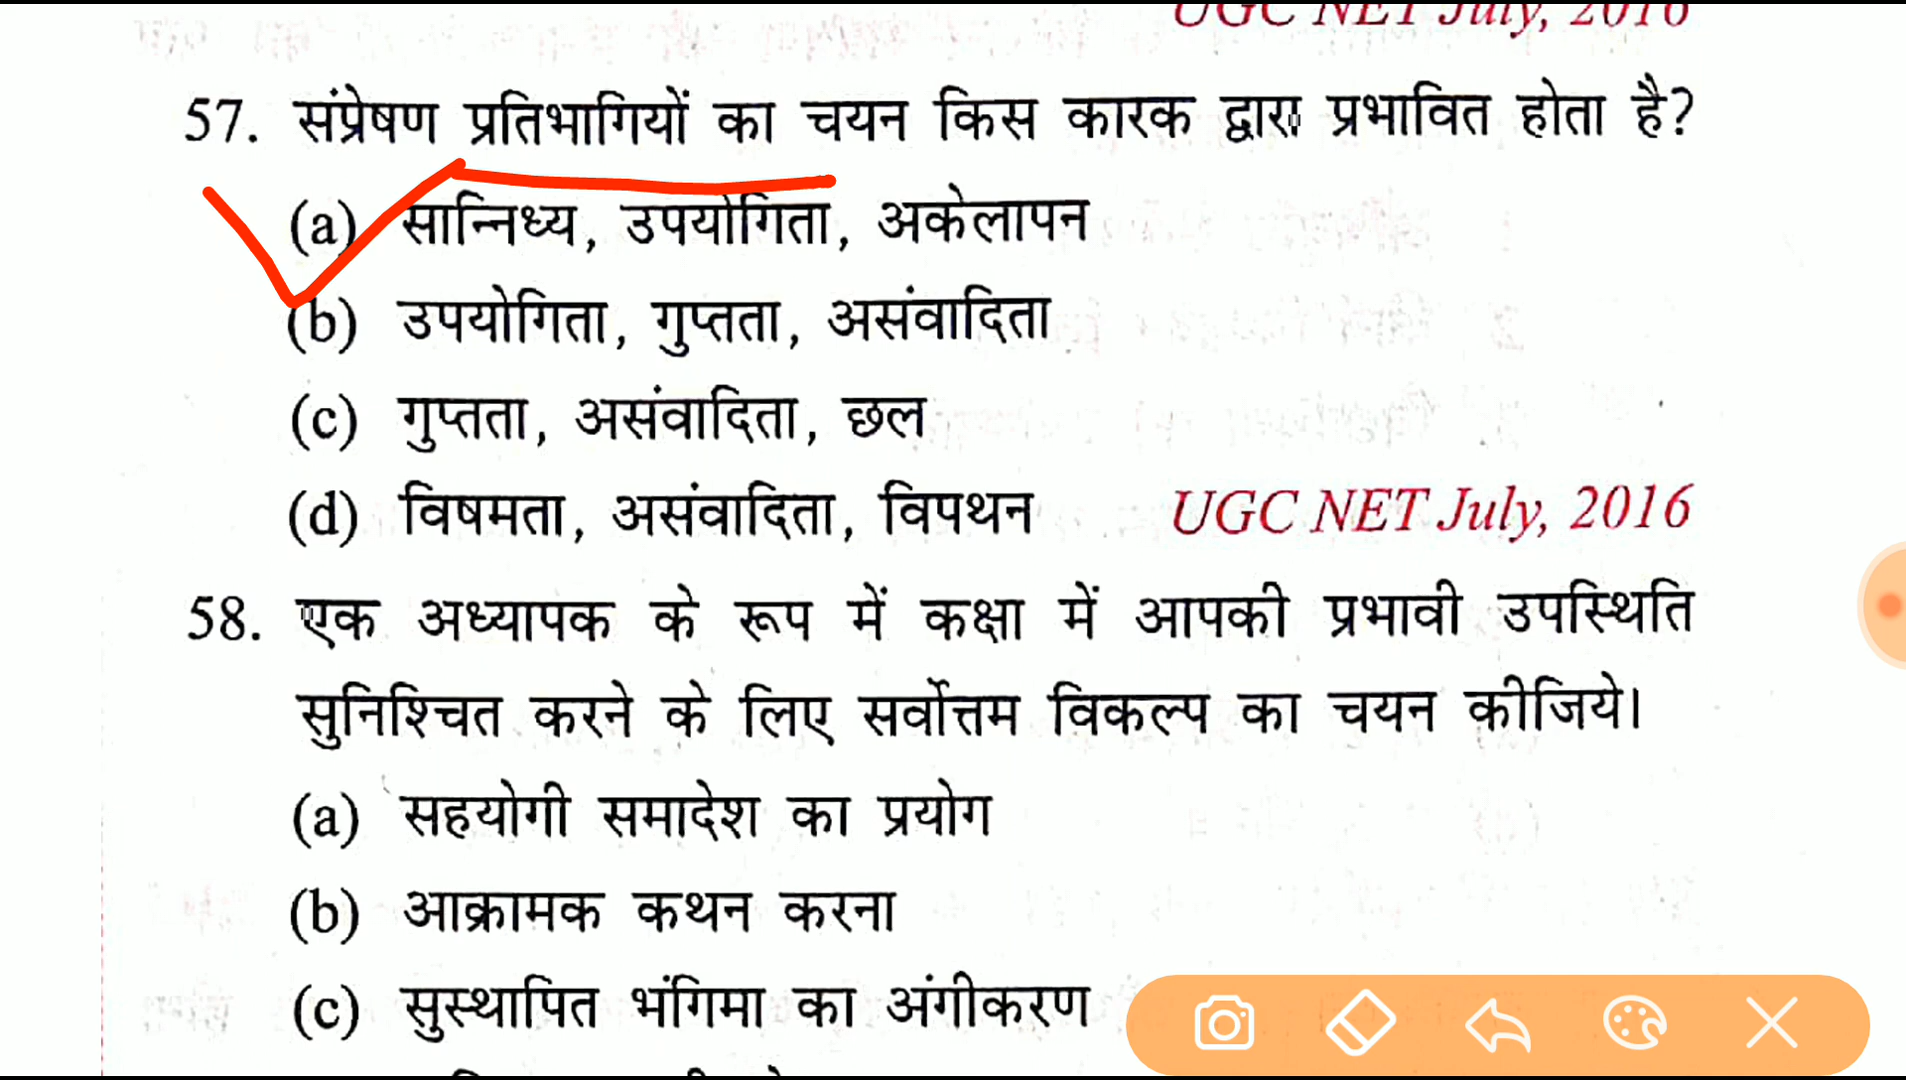 UGC NET July, 2016
57. संप्रेषण प्रतिभागियों का चयन किस कारक द्वारा प्रभावित होता है?
(a) सान्निध्य, उपयोगिता, अकेलापन
(b) उपयोगिता, गुप्तता, असंवादिता
(c) गुप्तता, असंवादिता, छल
(d) विषमता, असंवादिता, विपथन UGC NET July, 2016
58. एक अध्यापक के रूप में कक्षा में आपकी प्रभावी उपस्थिति
सुनिश्चित करने के लिए सर्वोत्तम विकल्प का चयन कीजिये।
(a) सहयोगी समादेश का प्रयोग
(b) आक्रामक कथन करना
(c) सुस्थापित भंगिमा का अंगीकरण